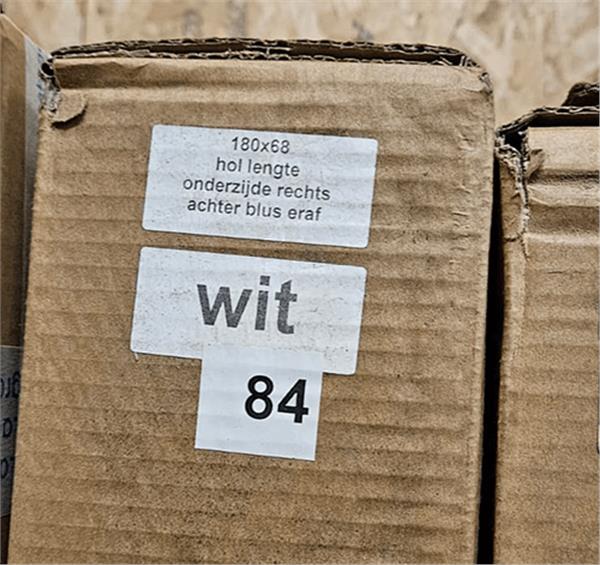 180x68
hol lengte
onderzijde rechts
achter blus eraf
wit
84